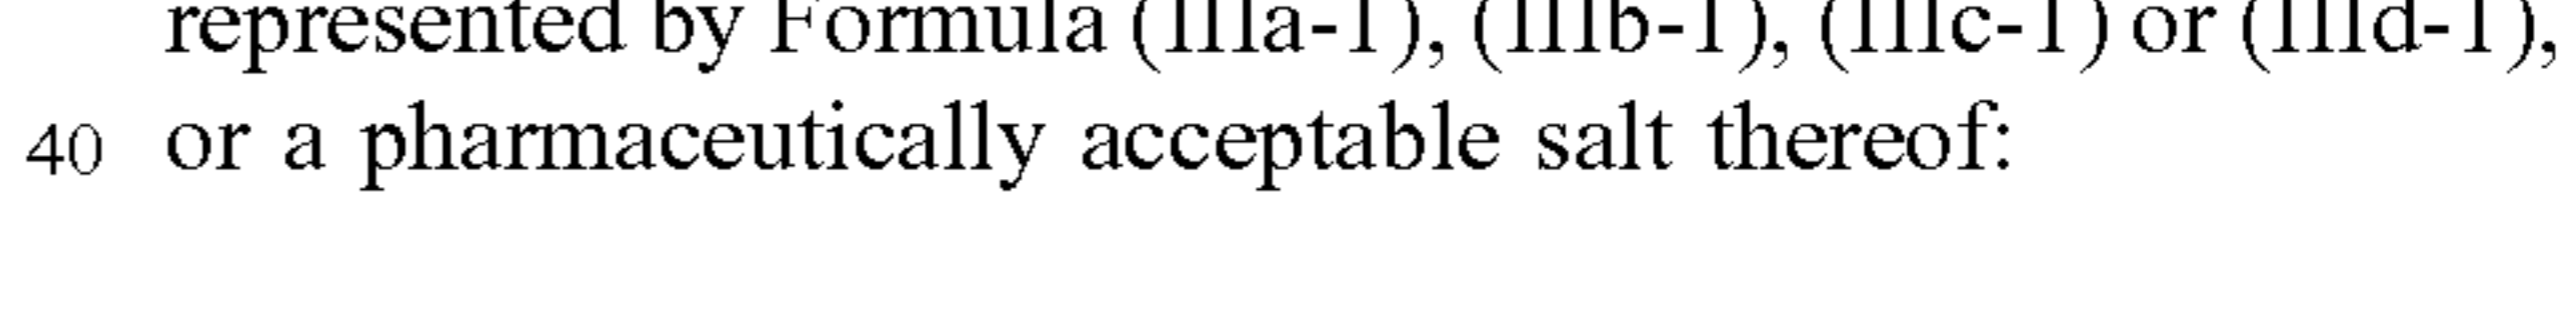 represented by Formula (IIIa-1), (IIIb-1), (IIIc-1) or (IIId-1),
40 or a pharmaceutically acceptable salt thereof: